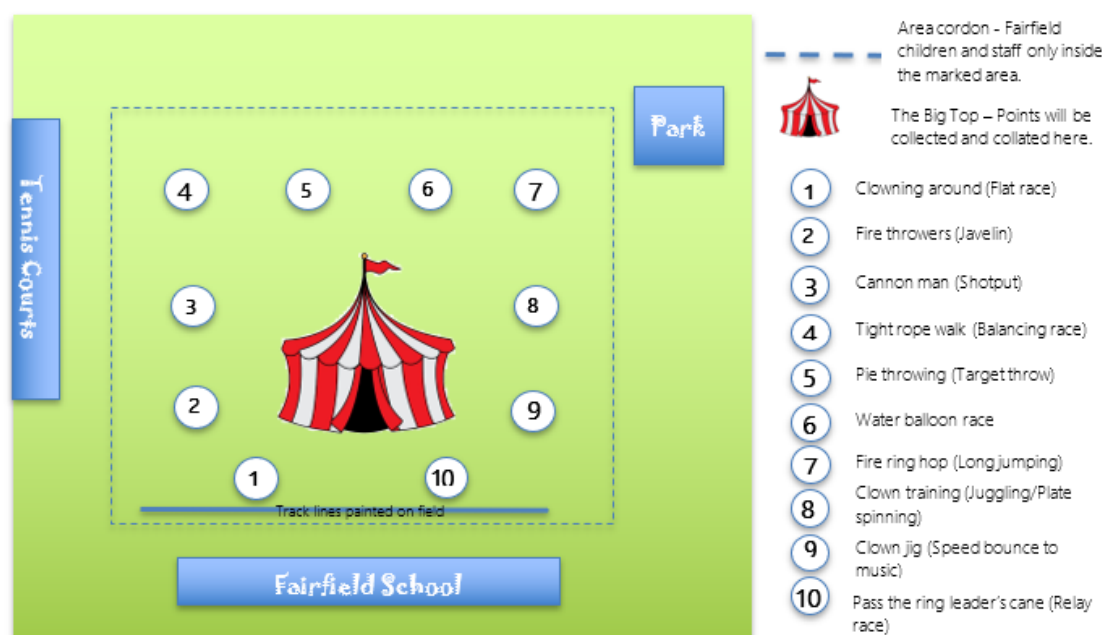 Park
Tennis Courts
4
5
6
7
3
8
2
9
1
10
Track lines painted on field
Fairfield School
Area cordon - Fairfield
children and staff only inside
the marked area.
The Big Top – Points will be
collected and collated here.
1 Clowning around (Flat race)
2 Fire throwers (Javelin)
3 Cannon man (Shotput)
4 Tight rope walk (Balancing race)
5 Pie throwing (Target throw)
6 Water balloon race
7 Fire ring hop (Long jumping)
8 Clown training (Juggling/Plate
spinning)
9 Clown jig (Speed bounce to
music)
10 Pass the ring leader's cane (Relay
race)